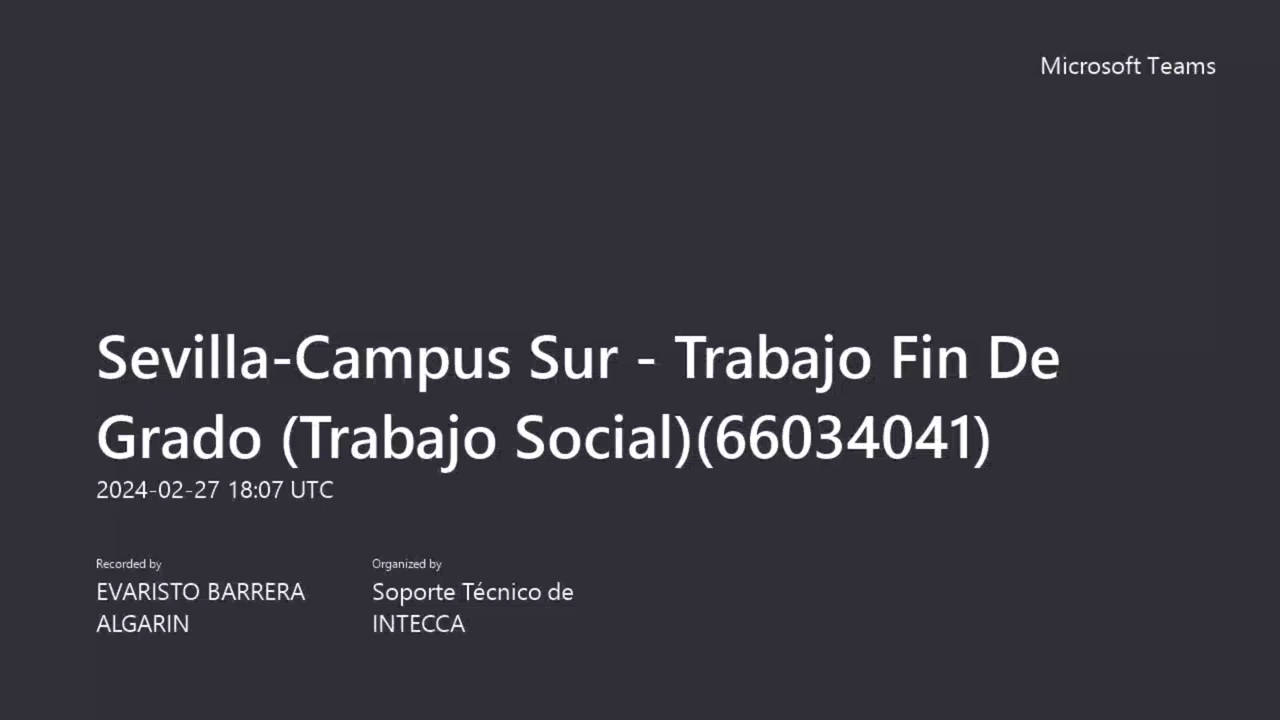 Microsoft Teams
Sevilla-Campus Sur - Trabajo Fin De
Grado (Trabajo Social)(66034041)
2024-02-27 18:07 UTC
Recorded by
EVARISTO BARRERA
ALGARIN
Organized by
Soporte Técnico de
INTECCA